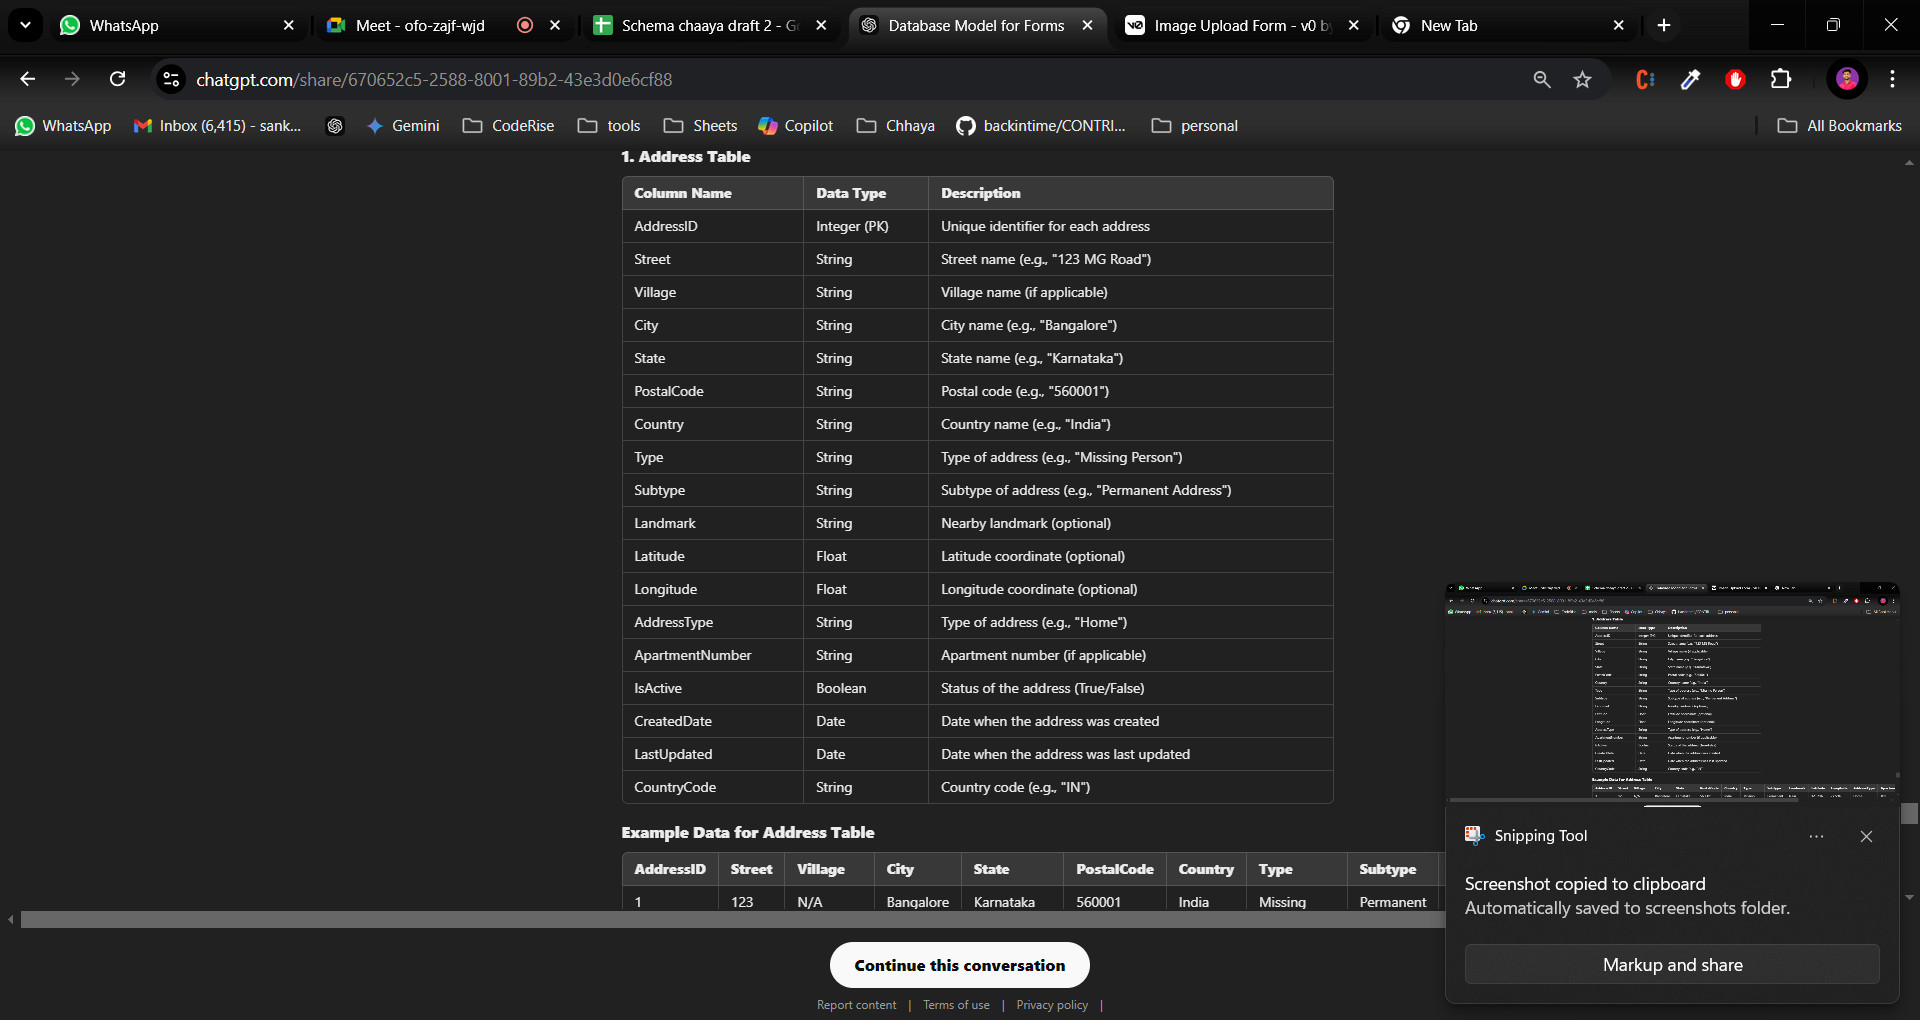 WhatsApp
Meet - ofo-zajf-wjd
Schema chaaya draft 2 - G
Database Model for Forms
Image Upload Form - v0 b
New Tab
chatgpt.com/share/670652c5-2588-8001-89b2-43e3d0e6cf88
WhatsApp
Inbox (6,415) - sank...
Gemini
CodeRise
tools
Sheets
Copilot
Chhaya
backintime/CONTRI...
personal
All Bookmarks
1. Address Table
Column Name Data Type Description
AddressID Integer (PK) Unique identifier for each address
Street String Street name (e.g., "123 MG Road")
Village String Village name (if applicable)
City String City name (e.g., "Bangalore")
State String State name (e.g., "Karnataka")
PostalCode String Postal code (e.g., "560001")
Country String Country name (e.g., "India")
Type String Type of address (e.g., "Missing Person")
Subtype String Subtype of address (e.g., "Permanent Address")
Landmark String Nearby landmark (optional)
Latitude Float Latitude coordinate (optional)
Longitude Float Longitude coordinate (optional)
AddressType String Type of address (e.g., "Home")
ApartmentNumber String Apartment number (if applicable)
IsActive Boolean Status of the address (True/False)
CreatedDate Date Date when the address was created
LastUpdated Date Date when the address was last updated
CountryCode String Country code (e.g., "IN")
Example Data for Address Table
AddressID Street Village City State PostalCode Country Type Subtype
1 123 N/A Bangalore Karnataka 560001 India Missing Permanent
Continue this conversation
Report content | Terms of use | Privacy policy |
Snipping Tool
Screenshot copied to clipboard
Automatically saved to screenshots folder.
Markup and share